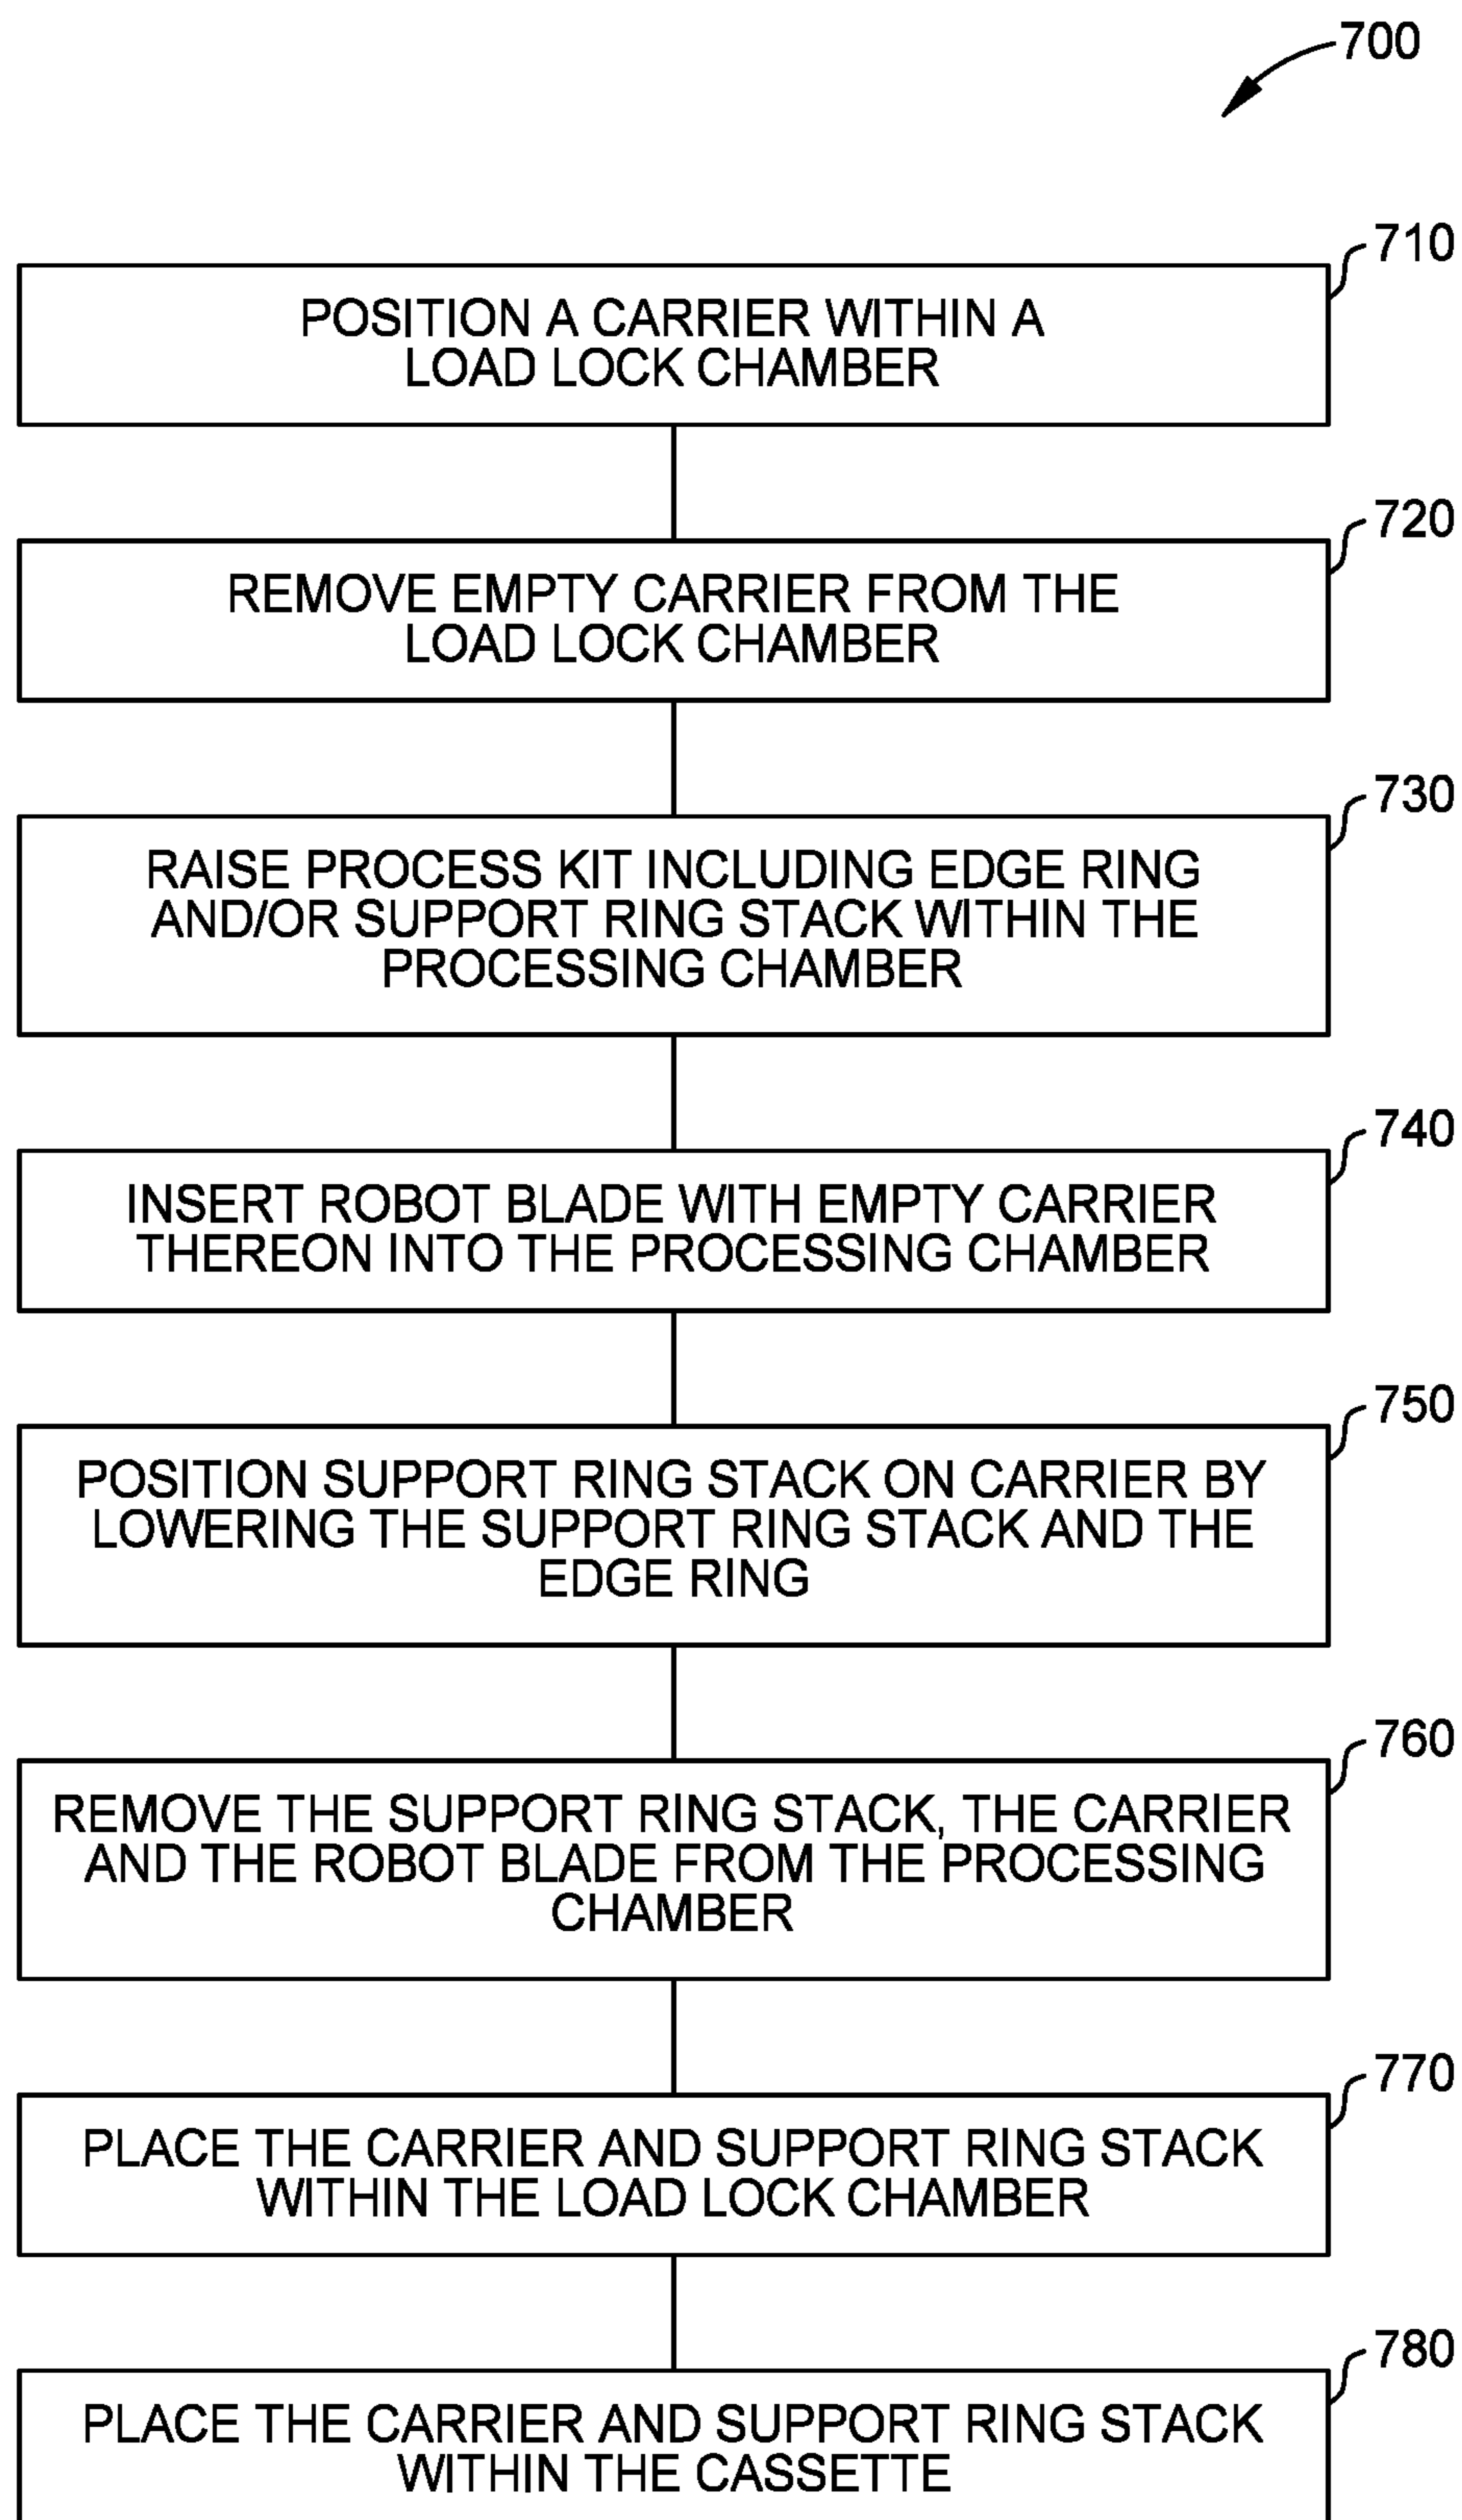 700
710
POSITION A CARRIER WITHIN A
LOAD LOCK CHAMBER
720
REMOVE EMPTY CARRIER FROM THE
LOAD LOCK CHAMBER
730
RAISE PROCESS KIT INCLUDING EDGE RING
AND/OR SUPPORT RING STACK WITHIN THE
PROCESSING CHAMBER
740
INSERT ROBOT BLADE WITH EMPTY CARRIER
THEREON INTO THE PROCESSING CHAMBER
750
POSITION SUPPORT RING STACK ON CARRIER BY
LOWERING THE SUPPORT RING STACK AND THE
EDGE RING
760
REMOVE THE SUPPORT RING STACK, THE CARRIER
AND THE ROBOT BLADE FROM THE PROCESSING
CHAMBER
770
PLACE THE CARRIER AND SUPPORT RING STACK
WITHIN THE LOAD LOCK CHAMBER
780
PLACE THE CARRIER AND SUPPORT RING STACK
WITHIN THE CASSETTE